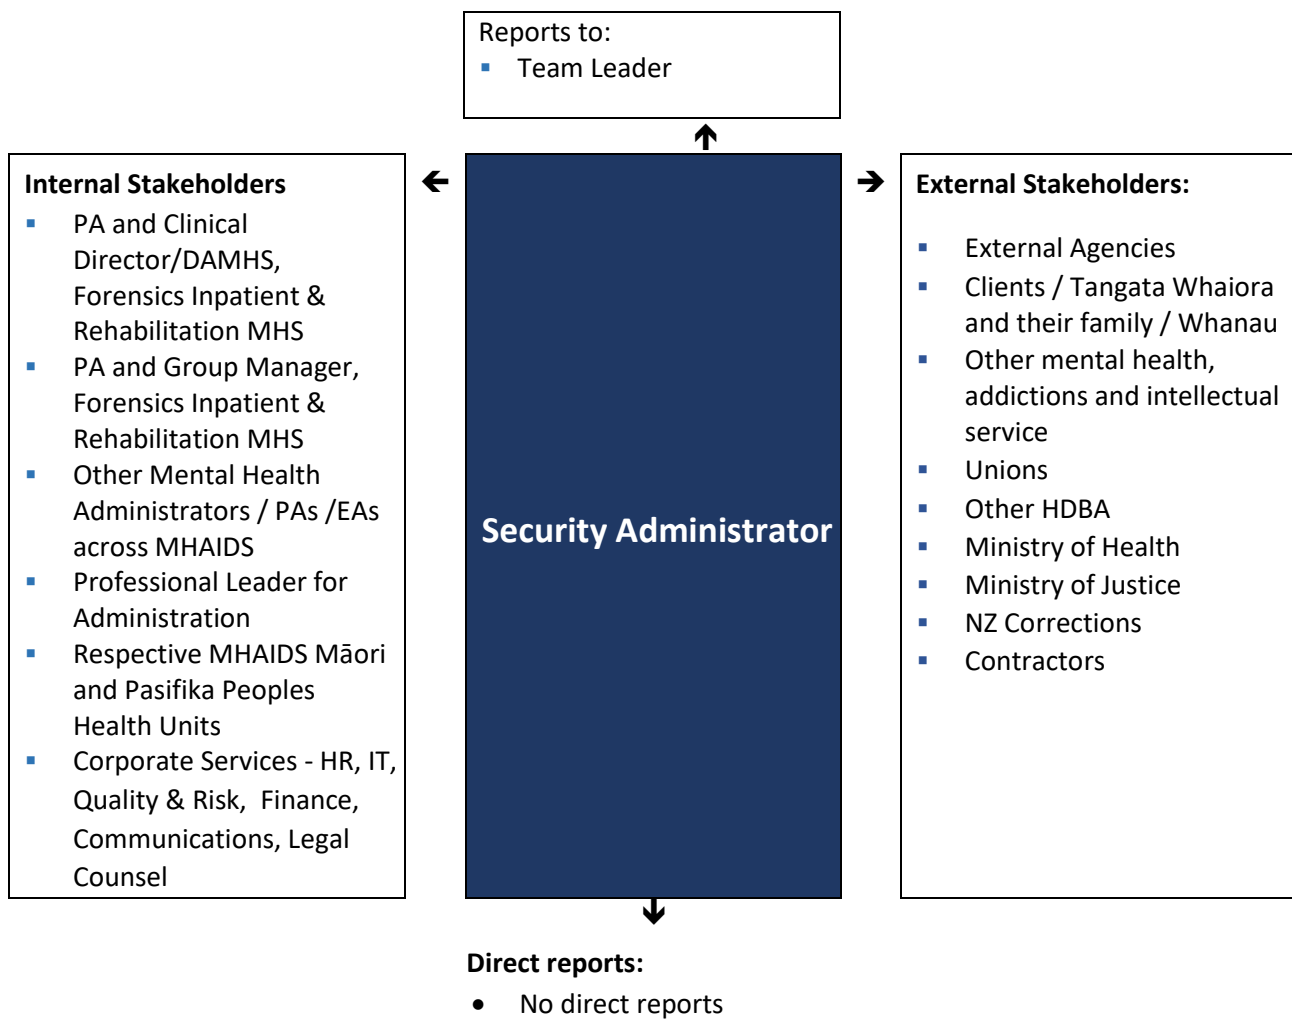 Reports to:
▪ Team Leader
Internal Stakeholders
▪ PA and Clinical
Director/DAMHS,
Forensics Inpatient &
Rehabilitation MHS
▪ PA and Group Manager,
Forensics Inpatient &
Rehabilitation MHS
▪ Other Mental Health
Administrators / PAs /EAs
across MHAIDS
▪ Professional Leader for
Administration
▪ Respective MHAIDS Māori
and Pasifika Peoples
Health Units
▪ Corporate Services - HR, IT,
Quality & Risk, Finance,
Communications, Legal
Counsel
Security Administrator
External Stakeholders:
▪ External Agencies
▪ Clients / Tangata Whaiora
and their family / Whanau
▪ Other mental health,
addictions and intellectual
service
▪ Unions
▪ Other HDBA
▪ Ministry of Health
▪ Ministry of Justice
▪ NZ Corrections
▪ Contractors
Direct reports:
• No direct reports